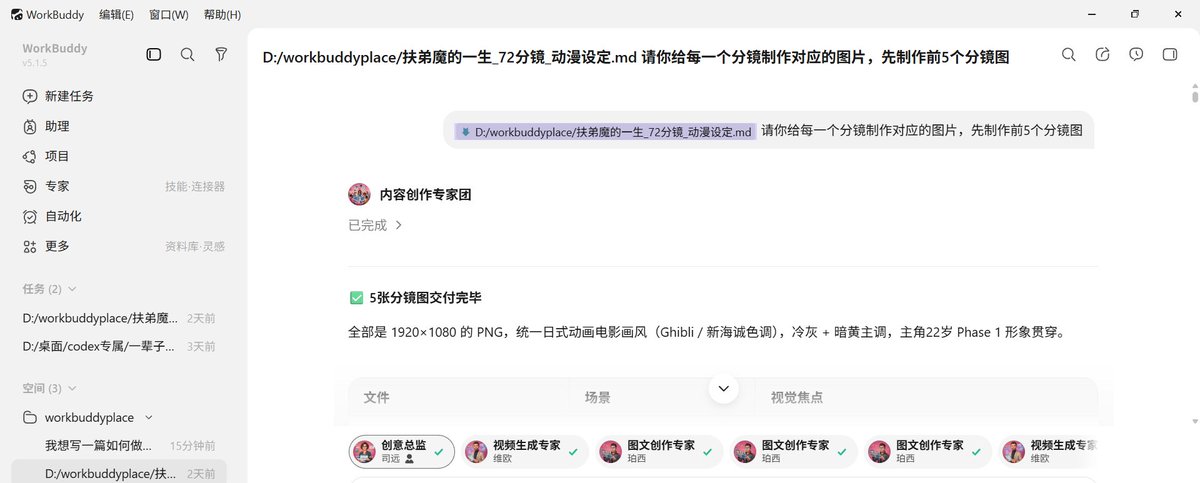 WorkBuddy 编辑(E) 窗口(W) 帮助(H)
WorkBuddy
v5.1.5
D:/workbuddyplace/扶弟魔的一生_72分镜_动漫设定.md 请你给每一个分镜制作对应的图片，先制作前5个分镜图
新建任务
助理
项目
专家 技能·连接器
自动化
更多 资料库·灵感
任务 (2)
D:/workbuddyplace/扶弟魔... 2天前
D:/桌面/codex专属/一辈子... 3天前
空间 (3)
workbuddyplace
我想写一篇如何做... 15分钟前
D:/workbuddyplace/扶... 2天前
D:/workbuddyplace/扶弟魔的一生_72分镜_动漫设定.md 请你给每一个分镜制作对应的图片，先制作前5个分镜图
内容创作专家团
已完成
5张分镜图交付完毕
全部是 1920×1080 的 PNG，统一日式动画电影画风（Ghibli / 新海诚色调），冷灰 + 暗黄主调，主角22岁 Phase 1 形象贯穿。
文件 场景 视觉焦点
创意总监
司远
视频生成专家
维欧
图文创作专家
珀西
图文创作专家
珀西
图文创作专家
珀西
视频生成专家
维欧